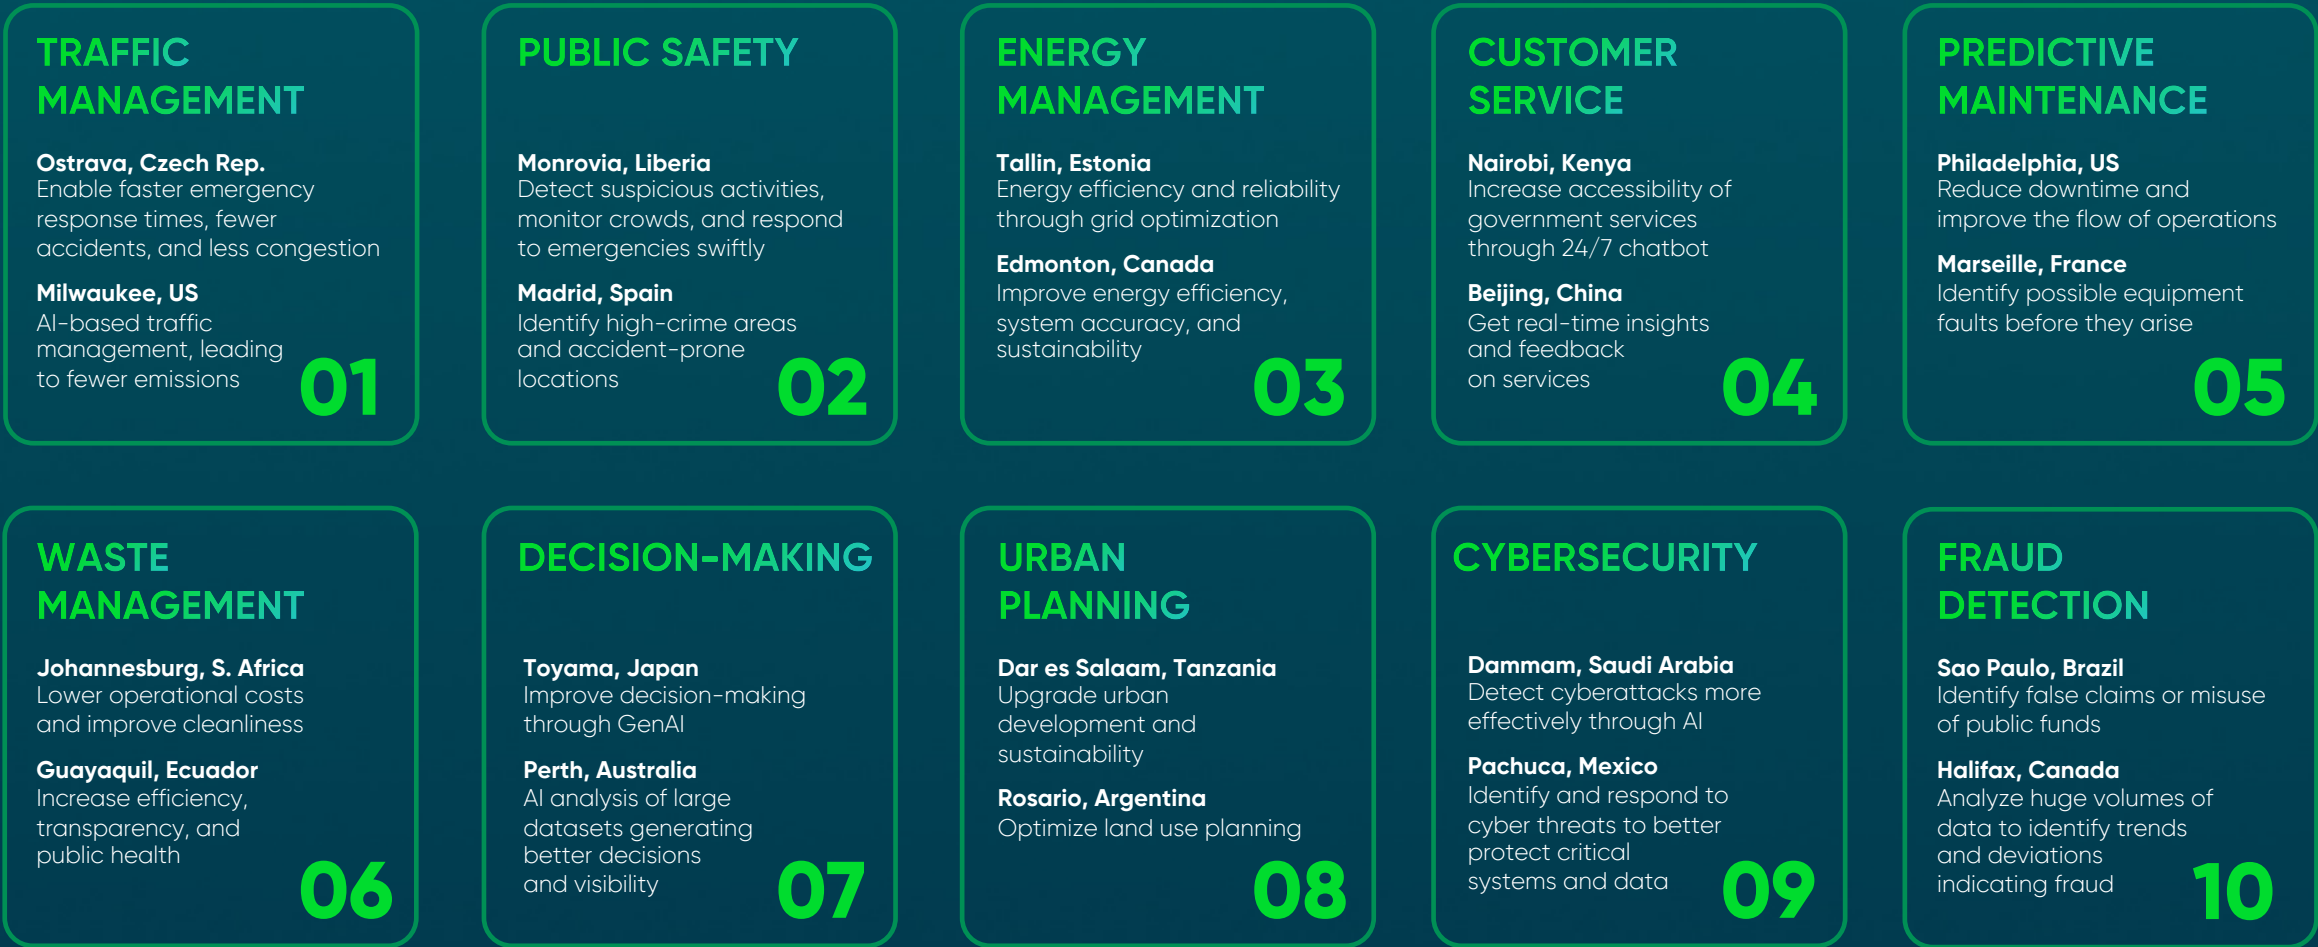 TRAFFIC
MANAGEMENT
Ostrava, Czech Rep.
Enable faster emergency
response times, fewer
accidents, and less congestion
Milwaukee, US
AI-based traffic
management, leading
to fewer emissions
01
PUBLIC SAFETY
Monrovia, Liberia
Detect suspicious activities,
monitor crowds, and respond
to emergencies swiftly
Madrid, Spain
Identify high-crime areas
and accident-prone
locations
02
ENERGY
MANAGEMENT
Tallin, Estonia
Energy efficiency and reliability
through grid optimization
Edmonton, Canada
Improve energy efficiency,
system accuracy, and
sustainability
03
CUSTOMER
SERVICE
Nairobi, Kenya
Increase accessibility of
government services
through 24/7 chatbot
Beijing, China
Get real-time insights
and feedback
on services
04
PREDICTIVE
MAINTENANCE
Philadelphia, US
Reduce downtime and
improve the flow of operations
Marseille, France
Identify possible equipment
faults before they arise
05
WASTE
MANAGEMENT
Johannesburg, S. Africa
Lower operational costs
and improve cleanliness
Guayaquil, Ecuador
Increase efficiency,
transparency, and
public health
06
DECISION-MAKING
Toyama, Japan
Improve decision-making
through GenAI
Perth, Australia
AI analysis of large
datasets generating
better decisions
and visibility
07
URBAN
PLANNING
Dar es Salaam, Tanzania
Upgrade urban
development and
sustainability
Rosario, Argentina
Optimize land use planning
08
CYBERSECURITY
Dammam, Saudi Arabia
Detect cyberattacks more
effectively through AI
Pachuca, Mexico
Identify and respond to
cyber threats to better
protect critical
systems and data
09
FRAUD
DETECTION
Sao Paulo, Brazil
Identify false claims or misuse
of public funds
Halifax, Canada
Analyze huge volumes of
data to identify trends
and deviations
indicating fraud
10